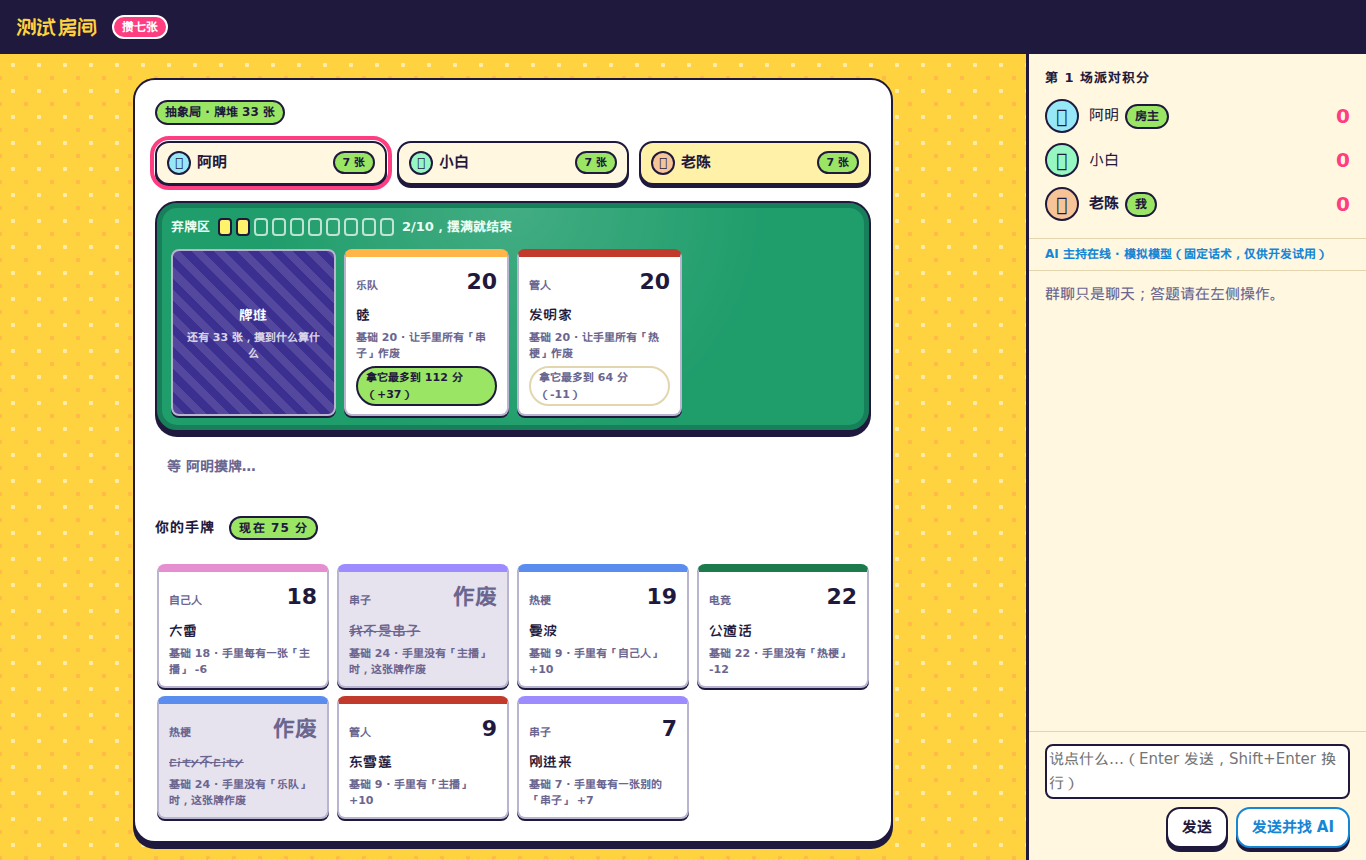 测试房间 攒七张
抽象局 · 牌堆 33 张
阿明 7 张
小白 7 张
老陈 7 张
弃牌区 2/10，摆满就结束
牌堆
还有 33 张，摸到什么算什
么
乐队 20
睦
基础 20 · 让手里所有「串
子」作废
拿它最多到 112 分
（+37）
管人 20
发明家
基础 20 · 让手里所有「热
梗」作废
拿它最多到 64 分
（-11）
等 阿明摸牌…
你的手牌 现在 75 分
自己人 18
大雷
基础 18 · 手里每有一张「主
播」 -6
串子 作废
我不是串子
基础 24 · 手里没有「主播」
时，这张牌作废
热梗 19
曼波
基础 9 · 手里有「自己人」
+10
电竞 22
公道话
基础 22 · 手里没有「热梗」
-12
热梗 作废
City不City
基础 24 · 手里没有「乐队」
时，这张牌作废
管人 9
东雪莲
基础 9 · 手里有「主播」
+10
串子 7
刚进来
基础 7 · 手里每有一张别的
「串子」 +7
第 1 场派对积分
阿明 房主 0
小白 0
老陈 我 0
AI 主持在线 · 模拟模型（固定话术，仅供开发试用）
群聊只是聊天；答题请在左侧操作。
说点什么…（Enter 发送，Shift+Enter 换
行）
发送 发送并找 AI